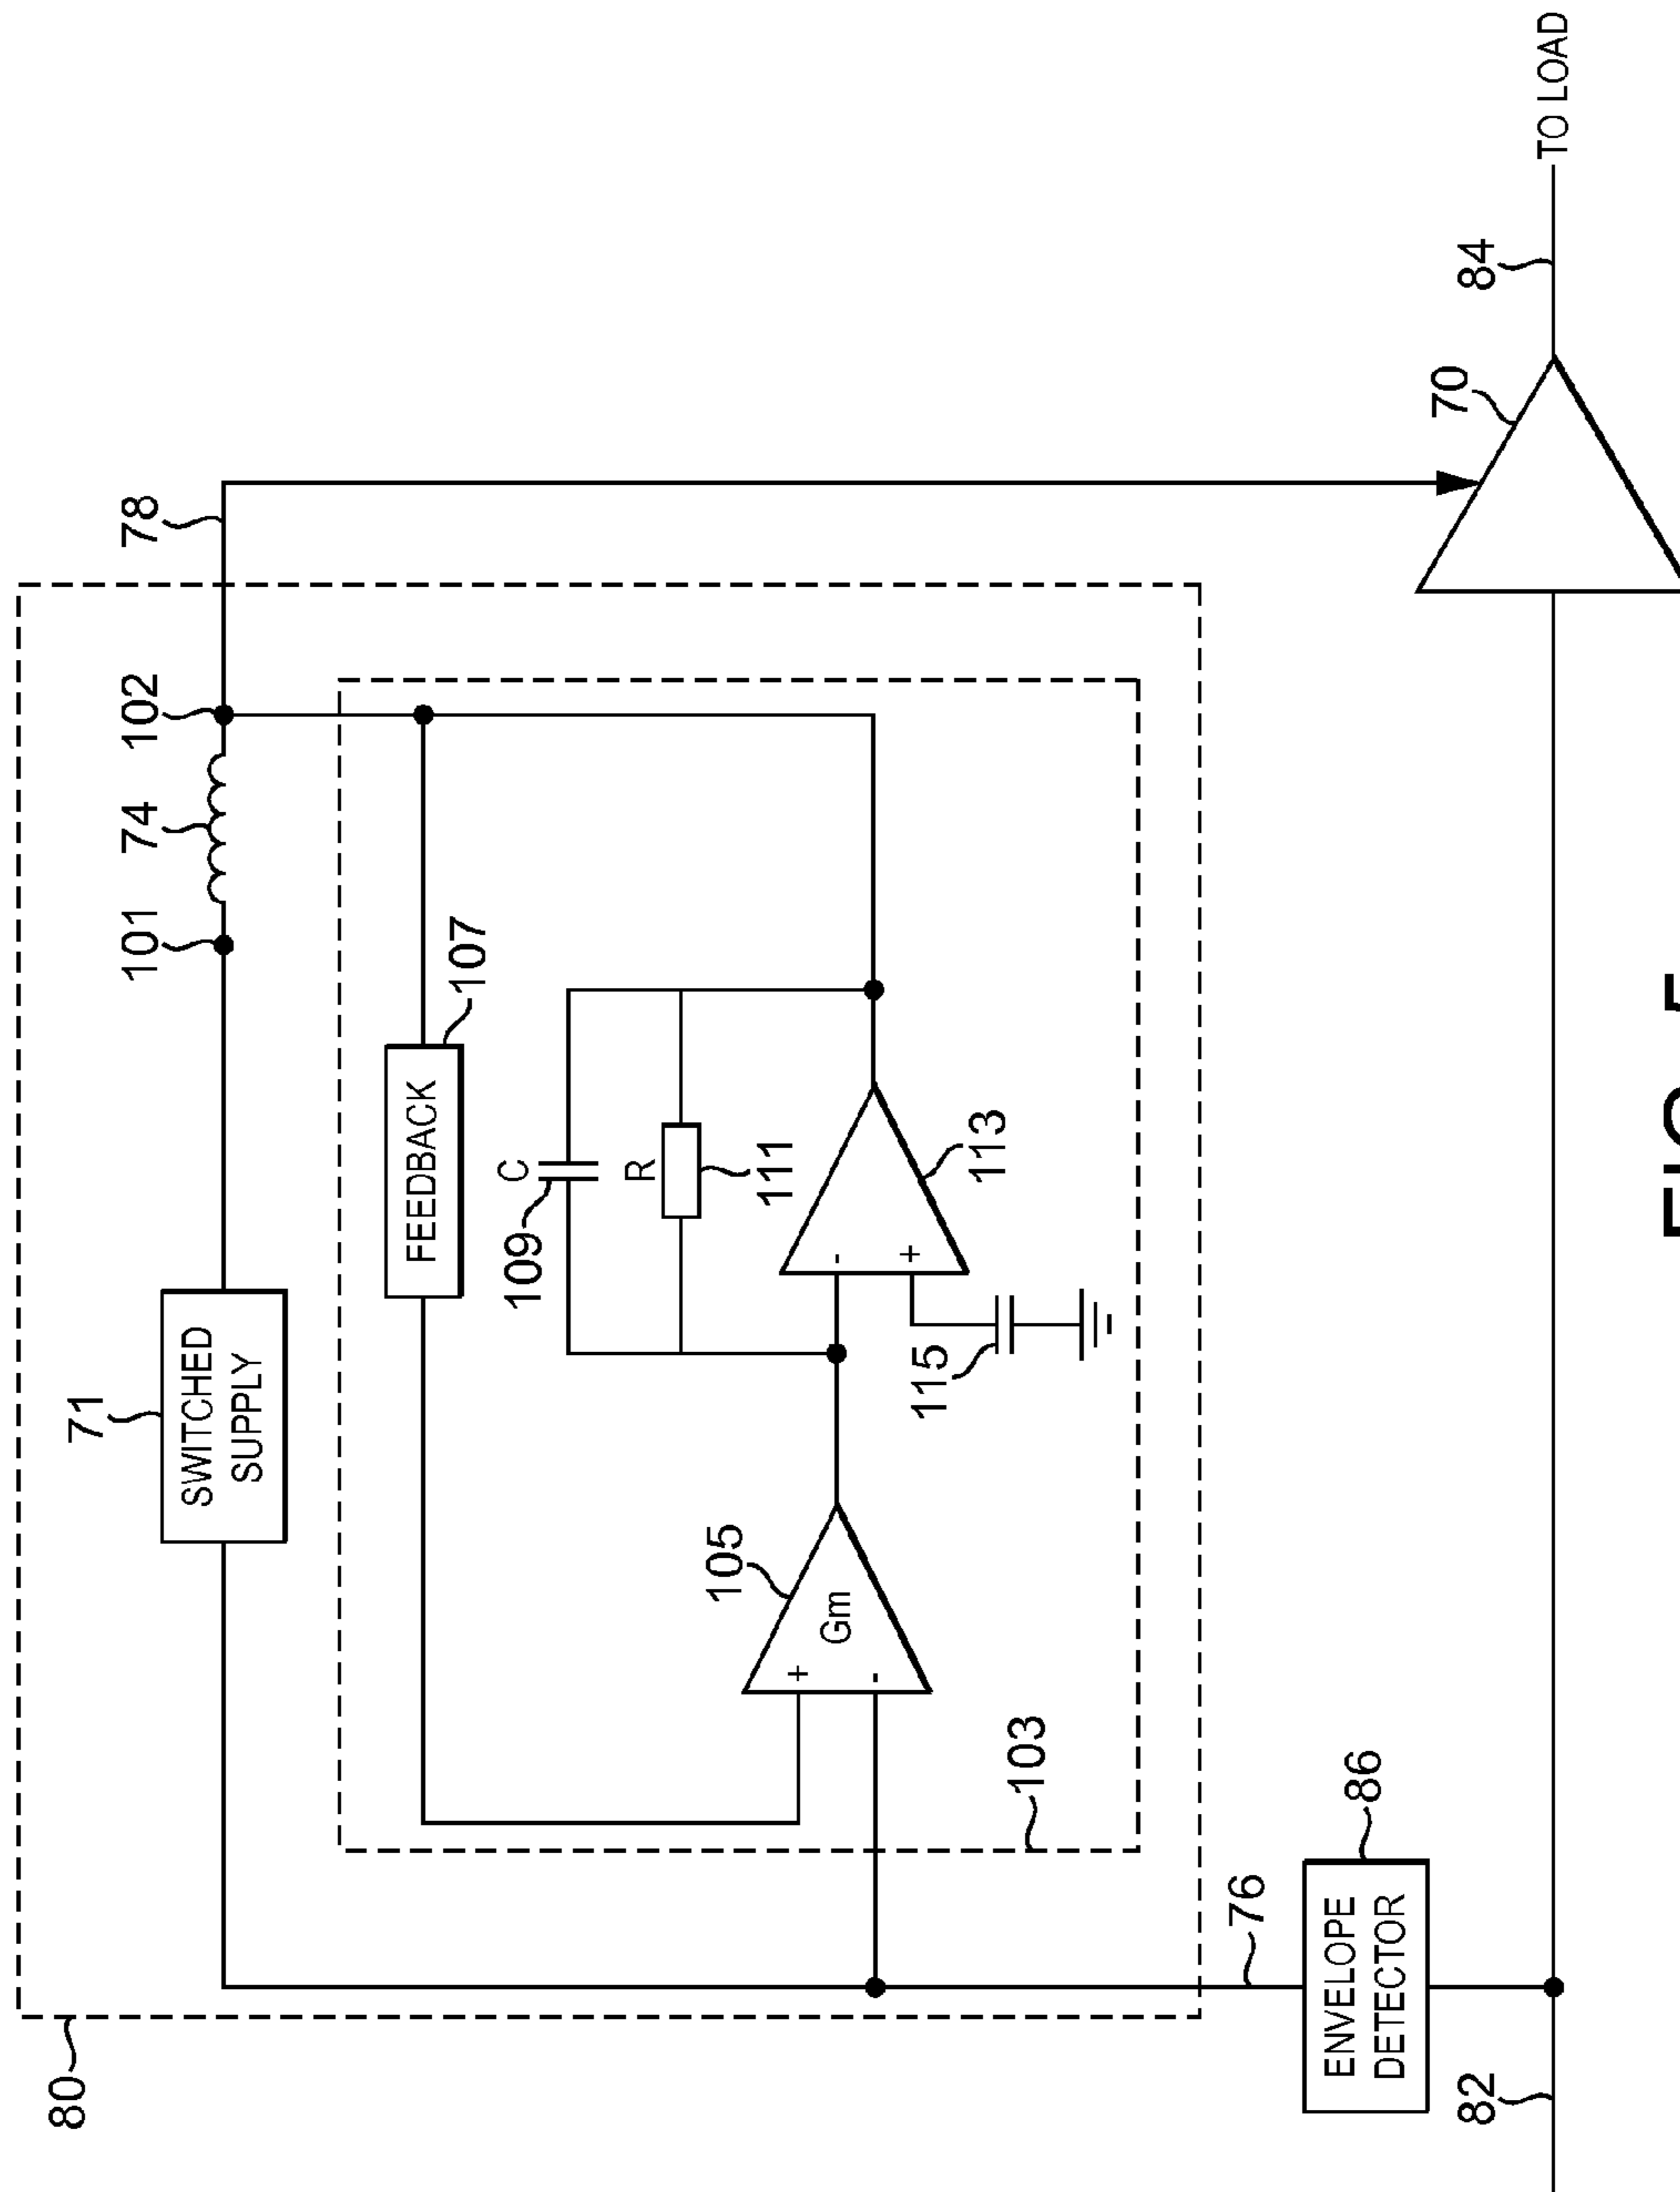 80
71
SWITCHED
SUPPLY
101
74
102
78
FEEDBACK
107
C
109
R
111
105
Gm
+
-
-
+
113
115
103
76
ENVELOPE
DETECTOR
86
82
70
84
TO LOAD